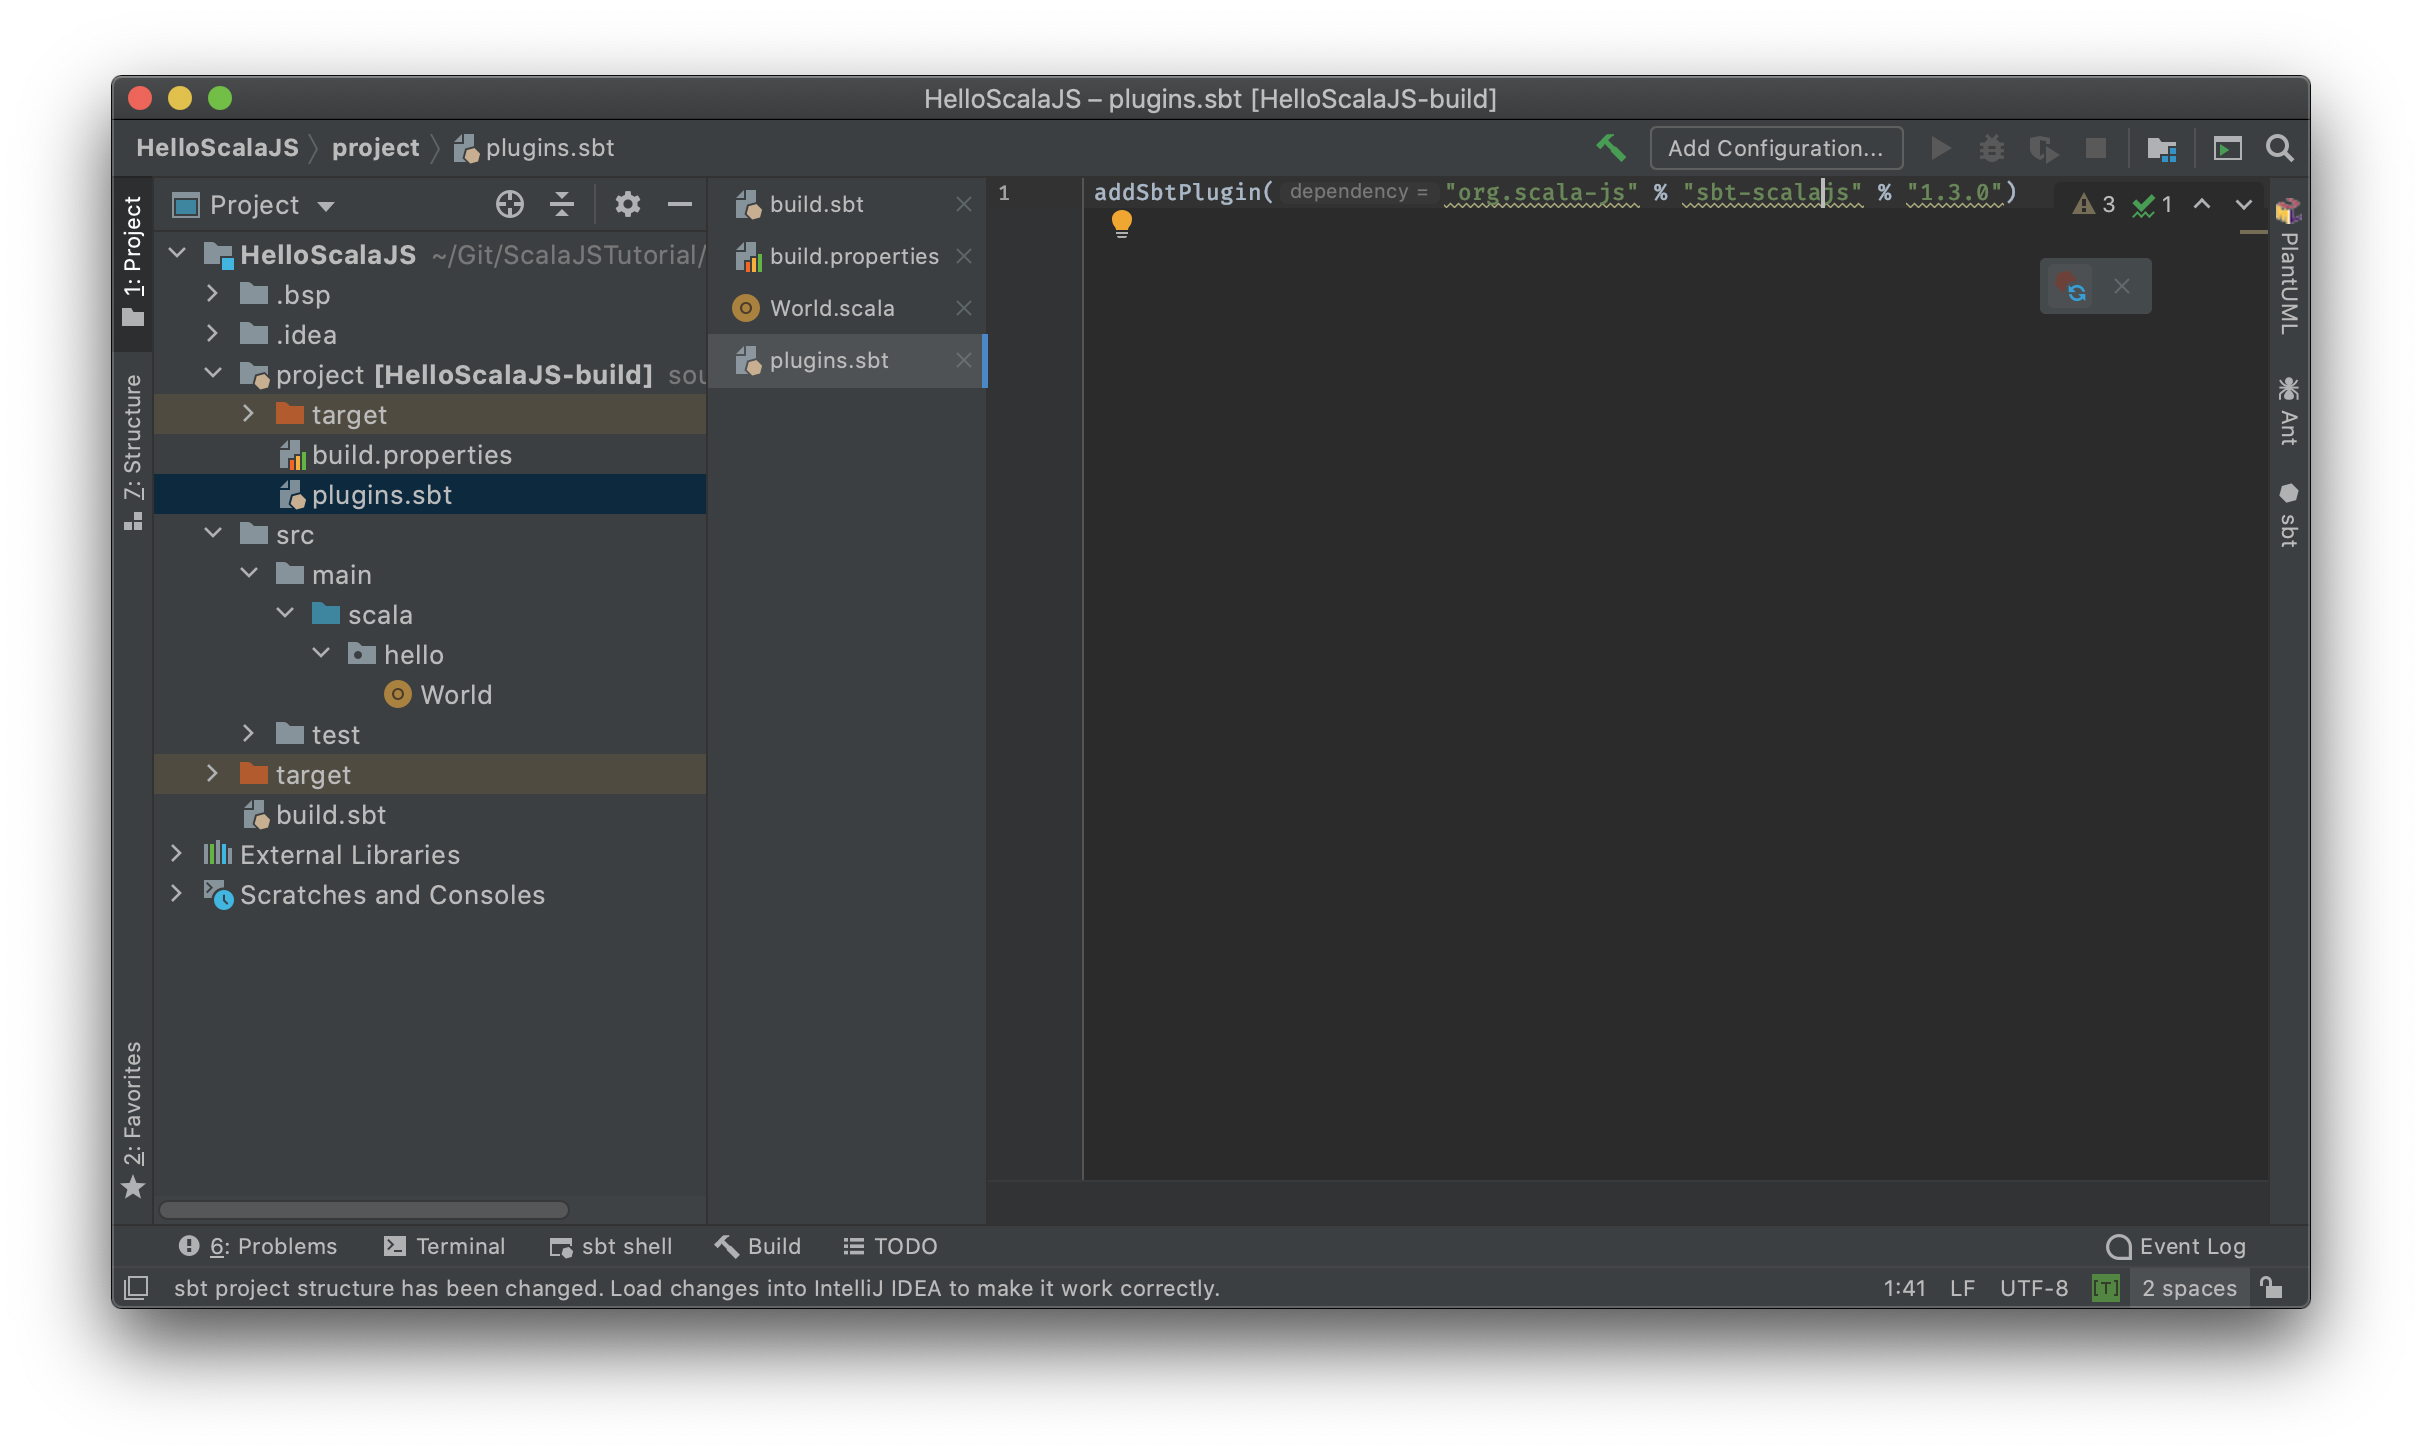 HelloScalaJS – plugins.sbt [HelloScalaJS-build]
HelloScalaJS project plugins.sbt
Add Configuration...
1: Project
7: Structure
2: Favorites
Project
HelloScalaJS ~/Git/ScalaJSTutorial/
.bsp
.idea
project [HelloScalaJS-build] sou
target
build.properties
plugins.sbt
src
main
scala
hello
World
test
target
build.sbt
External Libraries
Scratches and Consoles
build.sbt
build.properties
World.scala
plugins.sbt
1 addSbtPlugin( dependency = "org.scala-js" % "sbt-scalajs" % "1.3.0")
3 1
PlantUML
Ant
sbt
6: Problems Terminal sbt shell Build TODO Event Log
sbt project structure has been changed. Load changes into IntelliJ IDEA to make it work correctly. 1:41 LF UTF-8 [T] 2 spaces